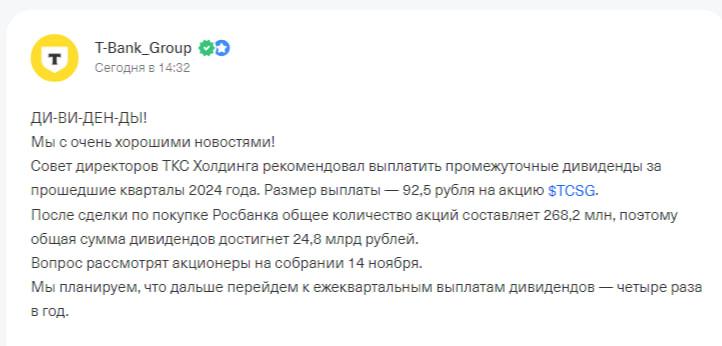 T-Bank_Group
Сегодня в 14:32
T
ДИ-ВИ-ДЕН-ДЫ!
Мы с очень хорошими новостями!
Совет директоров ТКС Холдинга рекомендовал выплатить промежуточные дивиденды за
прошедшие кварталы 2024 года. Размер выплаты — 92,5 рубля на акцию $TCSG.
После сделки по покупке Росбанка общее количество акций составляет 268,2 млн, поэтому
общая сумма дивидендов достигнет 24,8 млрд рублей.
Вопрос рассмотрят акционеры на собрании 14 ноября.
Мы планируем, что дальше перейдем к ежеквартальным выплатам дивидендов — четыре раза
в год.